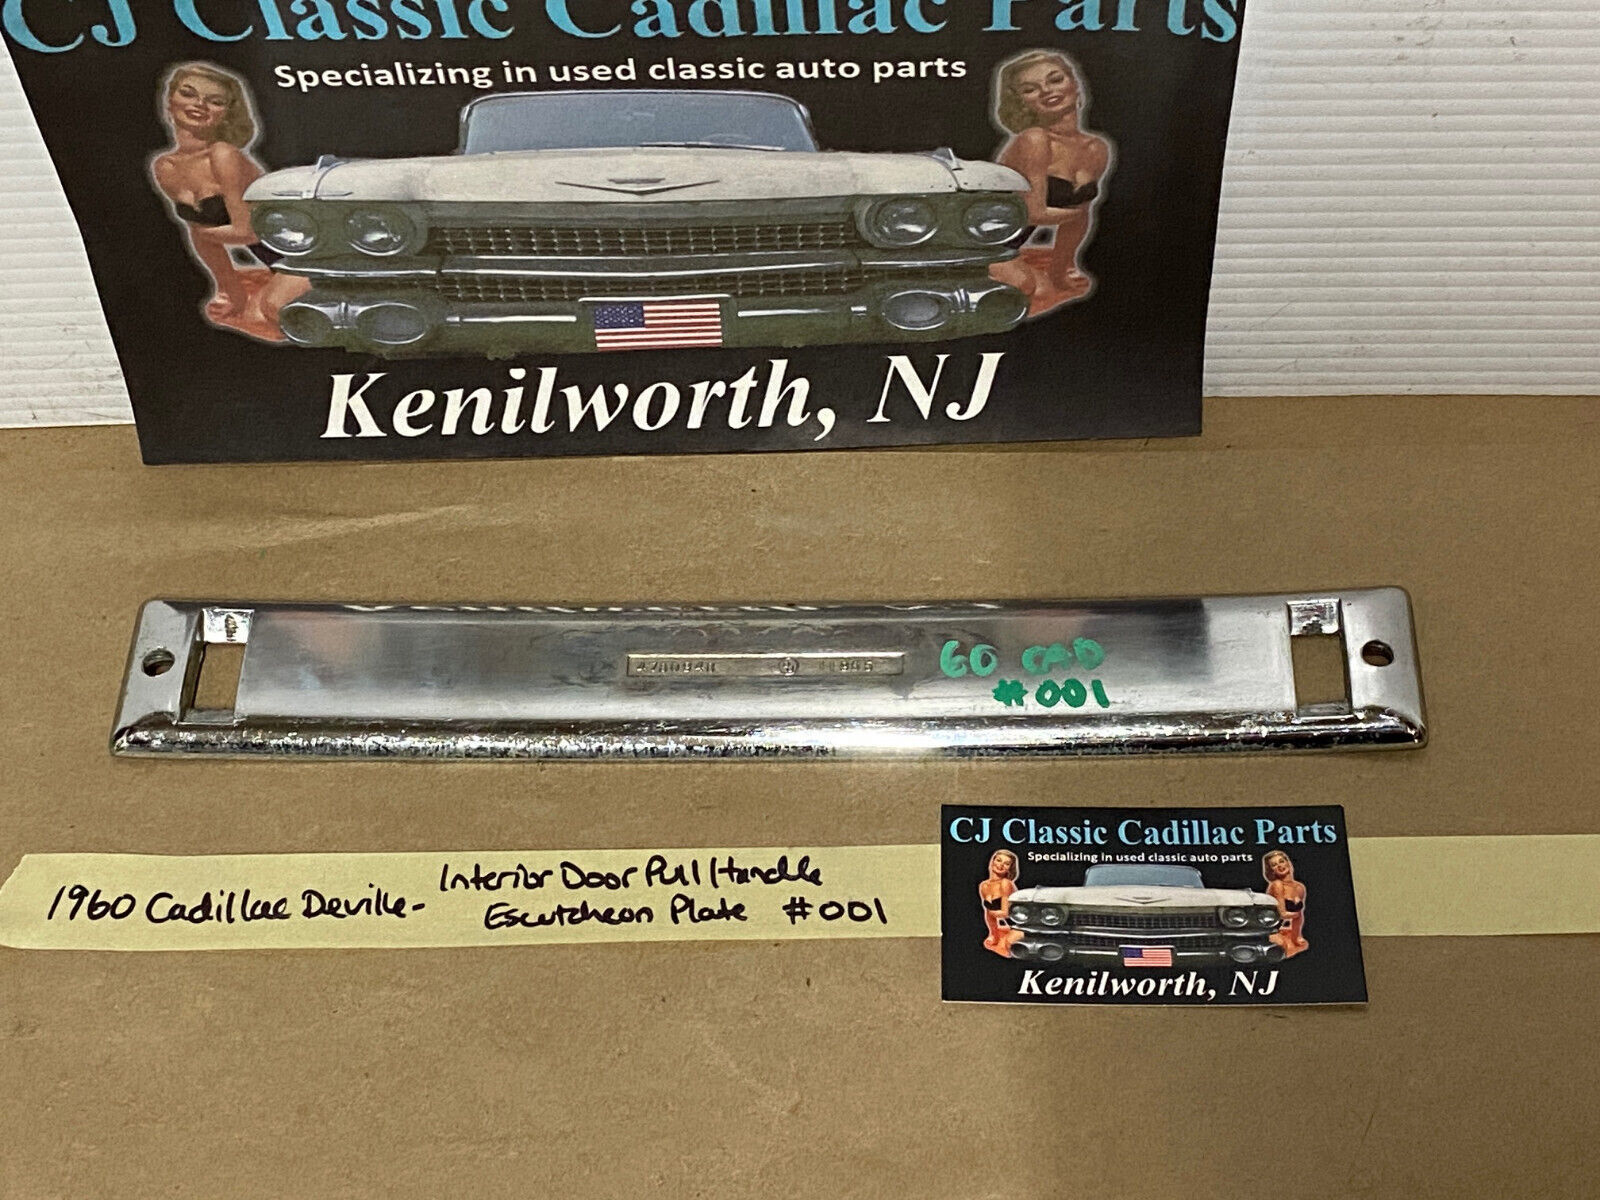 CJ Classic Cadillac Parts
Specializing in used classic auto parts
Kenilworth, NJ
60 CAD
#001
1960 Cadillac Deville- Interior Door Pull Handle
Escutcheon Plate #001
CJ Classic Cadillac Parts
Specializing in used classic auto parts
Kenilworth, NJ